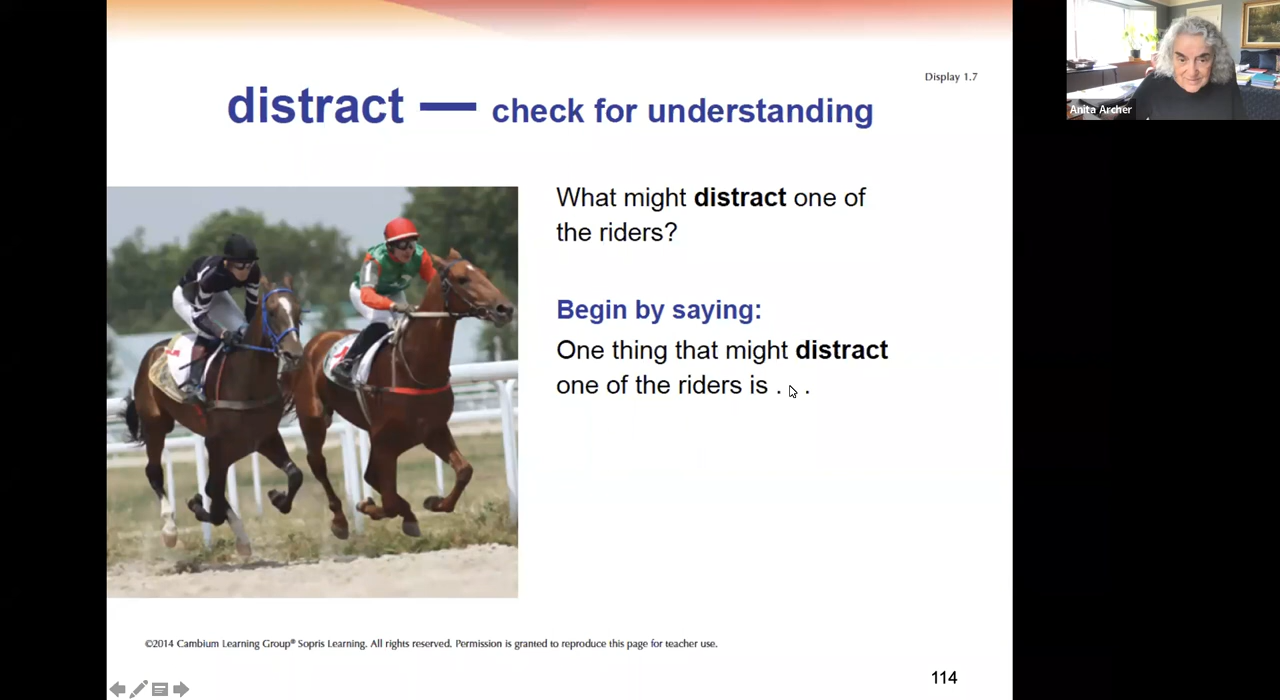 Display 1.7
distract — check for understanding
What might distract one of
the riders?
Begin by saying:
One thing that might distract
one of the riders is . . .
©2014 Cambium Learning Group® Sopris Learning. All rights reserved. Permission is granted to reproduce this page for teacher use.
114
Anita Archer